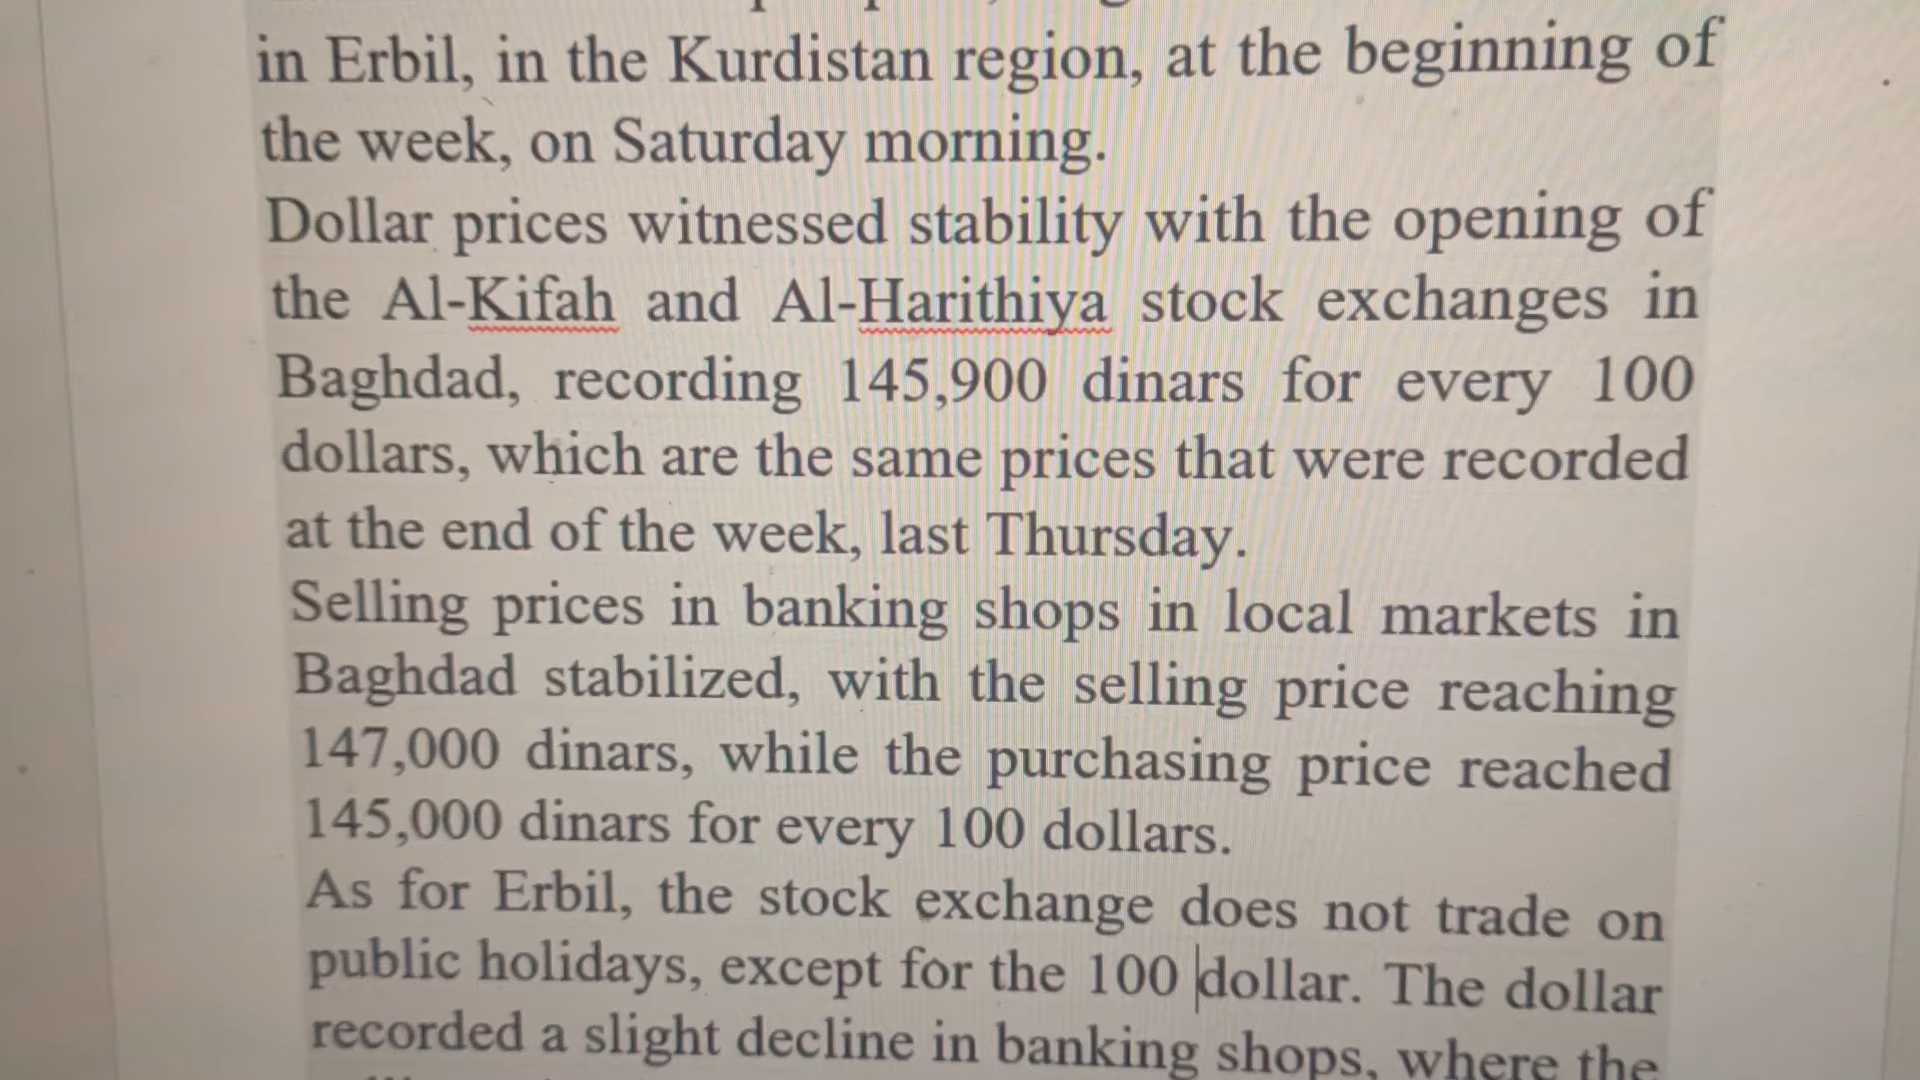 in Erbil, in the Kurdistan region, at the beginning of
the week, on Saturday morning.
Dollar prices witnessed stability with the opening of
the Al-Kifah and Al-Harithiya stock exchanges in
Baghdad, recording 145,900 dinars for every 100
dollars, which are the same prices that were recorded
at the end of the week, last Thursday.
Selling prices in banking shops in local markets in
Baghdad stabilized, with the selling price reaching
147,000 dinars, while the purchasing price reached
145,000 dinars for every 100 dollars.
As for Erbil, the stock exchange does not trade on
public holidays, except for the 100 dollar. The dollar
recorded a slight decline in banking shops, where the